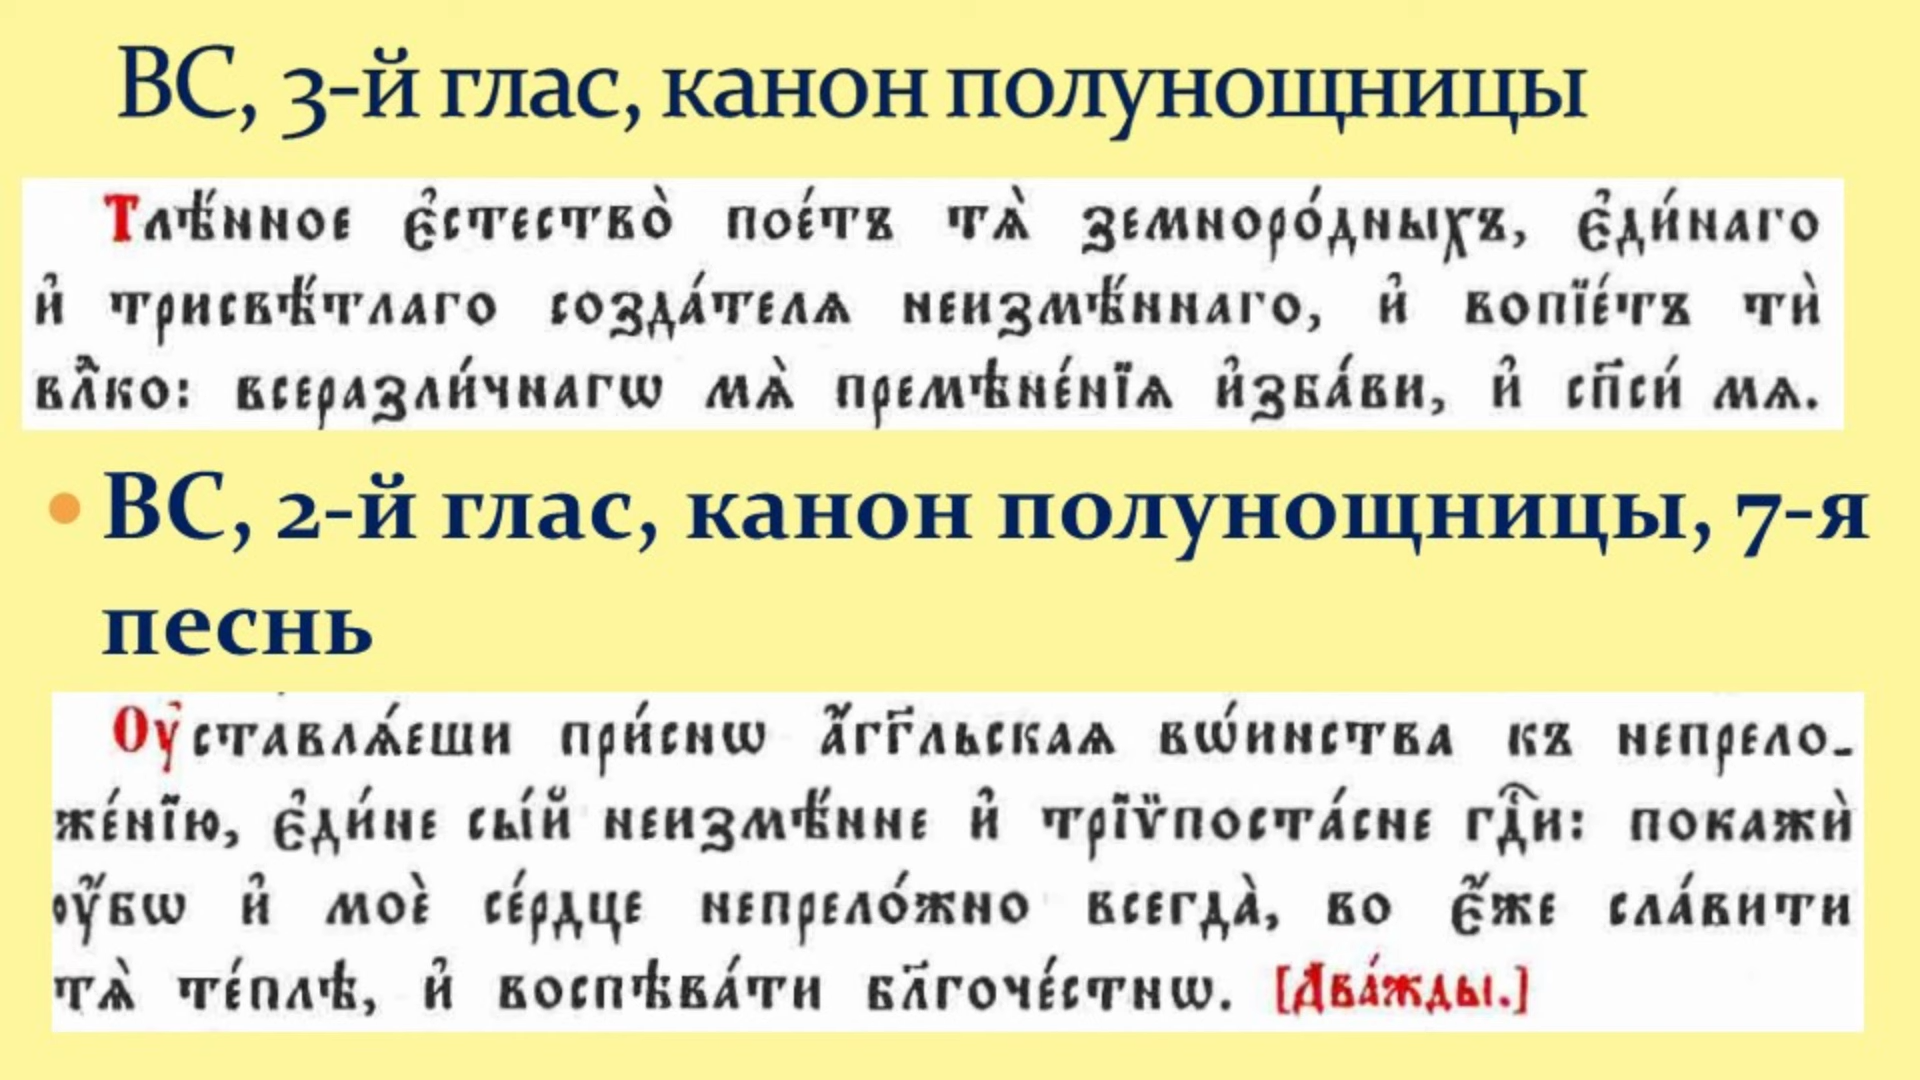 ВС, 3-й глас, канон полунощницы
Тлѣ́нное є҆стество̀ пое́тъ тѧ̀ земноро́дныхъ, є҆ди́наго
и҆ трисвѣ́тлаго созда́телѧ неизмѣ́ннаго, и҆ вопїе́тъ тѝ
влⷣко: всеразли́чнагѡ мѧ̀ премѣне́нїѧ и҆зба́ви, и҆ сп҃си́ мѧ.
• ВС, 2-й глас, канон полунощницы, 7-я
песнь
Оу҆ставлѧ́еши при́снѡ а҆́гг҃льскаѧ вѡ́инства къ непрело-
же́нїю, є҆ди́не сы́й неизмѣ́нне и҆ трїѷпоста́сне гдⷭ҇и: покажѝ
оу҆́бѡ и҆ моѐ се́рдце непрело́жно всегда̀, во є҆́же сла́вити
тѧ̀ те́плѣ, и҆ воспѣва́ти бл҃гоче́стнѡ. [Два́жды.]